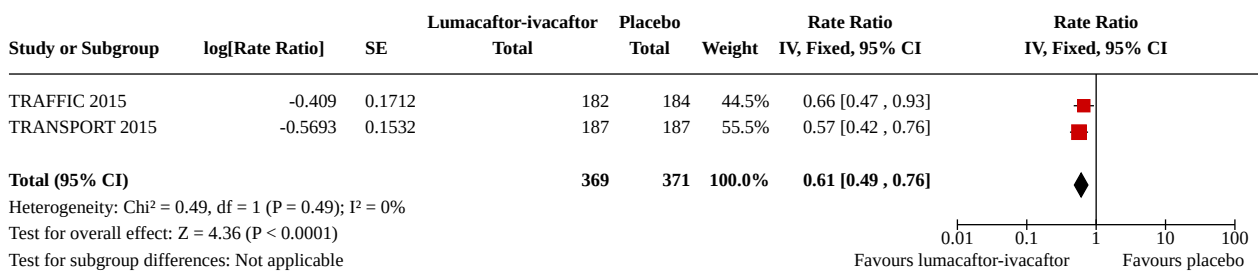 Lumacaftor-ivacaftor Placebo Rate Ratio Rate Ratio
Study or Subgroup log[Rate Ratio] SE Total Total Weight IV, Fixed, 95% CI IV, Fixed, 95% CI
TRAFFIC 2015 -0.409 0.1712 182 184 44.5% 0.66 [0.47 , 0.93]
TRANSPORT 2015 -0.5693 0.1532 187 187 55.5% 0.57 [0.42 , 0.76]
Total (95% CI) 369 371 100.0% 0.61 [0.49 , 0.76]
Heterogeneity: Chi² = 0.49, df = 1 (P = 0.49); I² = 0%
Test for overall effect: Z = 4.36 (P < 0.0001)
0.01 0.1 1 10 100
Test for subgroup differences: Not applicable Favours lumacaftor-ivacaftor Favours placebo